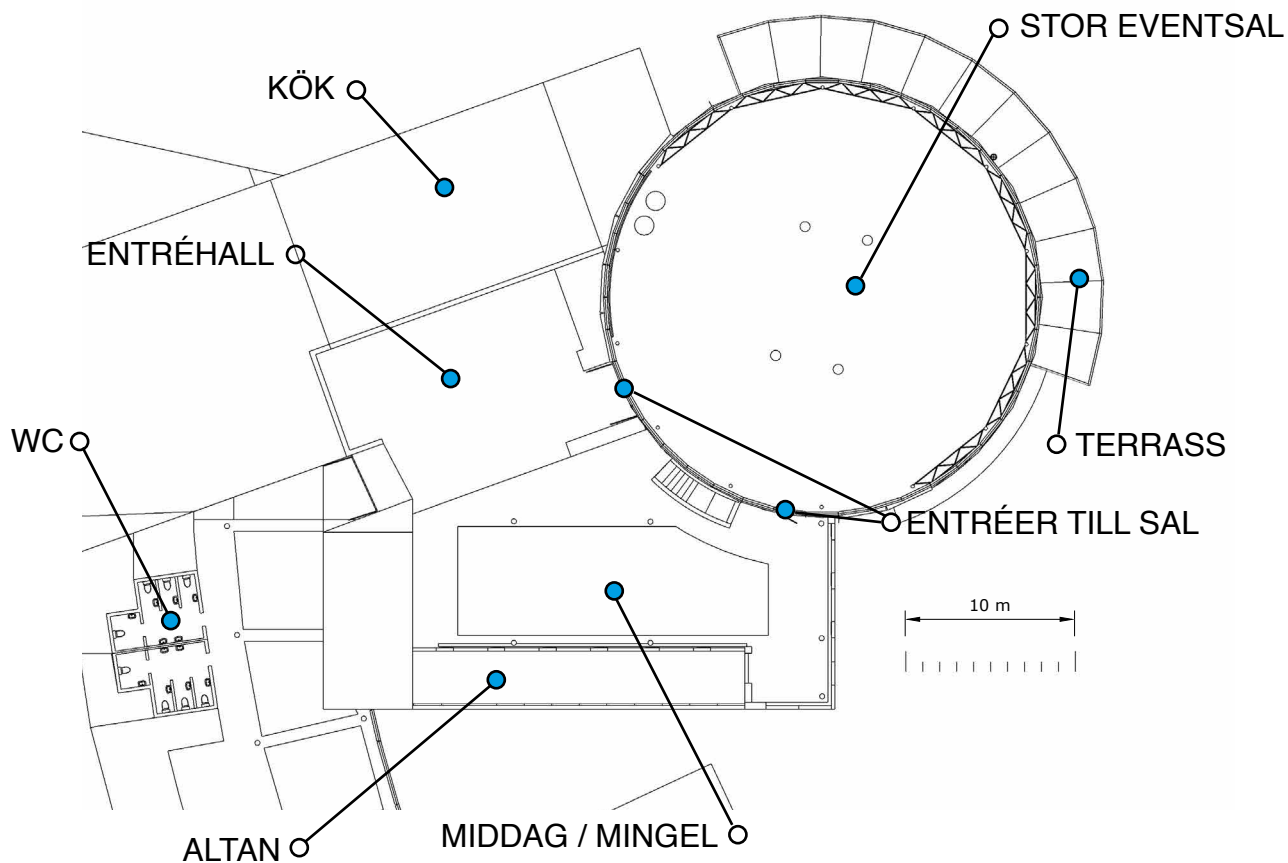 STOR EVENTSAL
KÖK
ENTRÉHALL
WC
TERRASS
ENTRÉER TILL SAL
10 m
MIDDAG / MINGEL
ALTAN